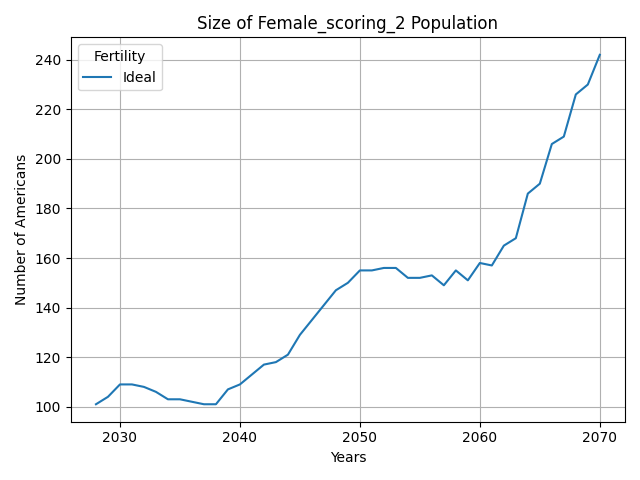 Size of Female_scoring_2 Population
Fertility
Ideal
Number of Americans
240
220
200
180
160
140
120
100
2030 2040 2050 2060 2070
Years